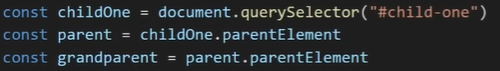 const childOne = document.querySelector("#child-one")
const parent = childOne.parentElement
const grandparent = parent.parentElement